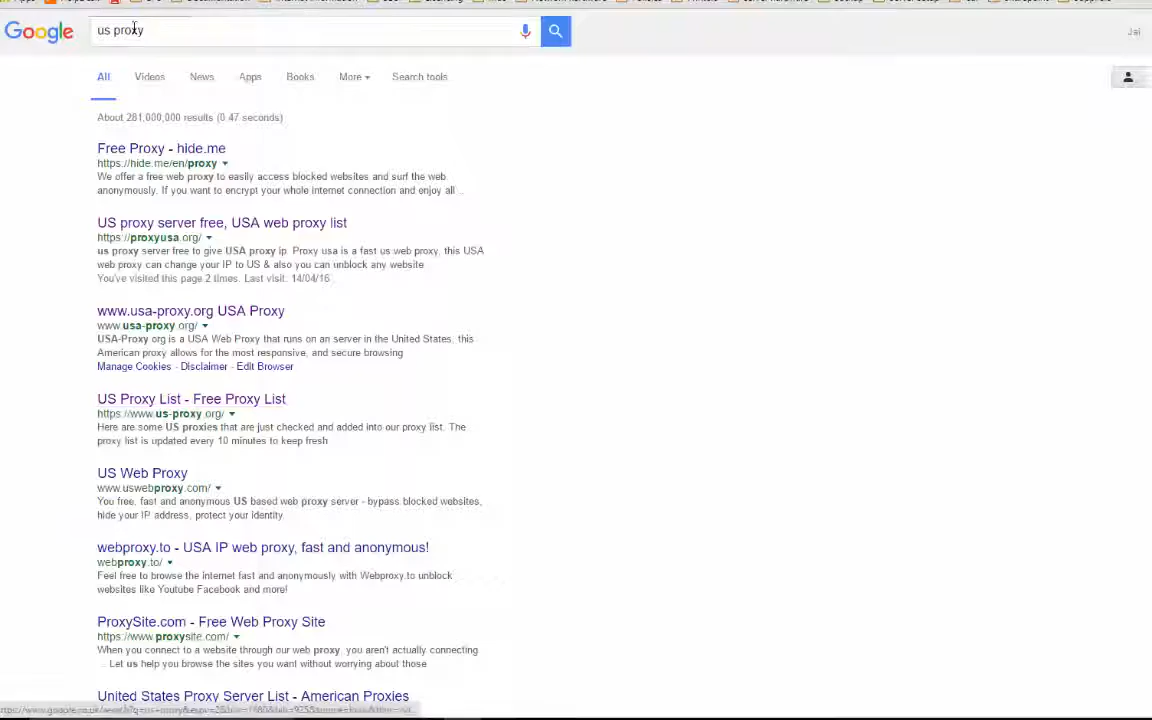 Google
us proxy
Jai
All Videos News Apps Books More Search tools
About 281,000,000 results (0.47 seconds)
Free Proxy - hide.me
https://hide.me/en/proxy
We offer a free web proxy to easily access blocked websites and surf the web
anonymously. If you want to encrypt your whole internet connection and enjoy all ...
US proxy server free, USA web proxy list
https://proxyusa.org/
us proxy server free to give USA proxy ip. Proxy usa is a fast us web proxy, this USA
web proxy can change your IP to US & also you can unblock any website
You've visited this page 2 times. Last visit: 14/04/16
www.usa-proxy.org USA Proxy
www.usa-proxy.org/
USA-Proxy org is a USA Web Proxy that runs on an server in the United States, this
American proxy allows for the most responsive, and secure browsing
Manage Cookies - Disclaimer - Edit Browser
US Proxy List - Free Proxy List
https://www.us-proxy.org/
Here are some US proxies that are just checked and added into our proxy list. The
proxy list is updated every 10 minutes to keep fresh
US Web Proxy
www.uswebproxy.com/
You free, fast and anonymous US based web proxy server - bypass blocked websites,
hide your IP address, protect your identity.
webproxy.to - USA IP web proxy, fast and anonymous!
webproxy.to/
Feel free to browse the internet fast and anonymously with Webproxy.to unblock
websites like Youtube Facebook and more!
ProxySite.com - Free Web Proxy Site
https://www.proxysite.com/
When you connect to a website through our web proxy, you aren't actually connecting
... Let us help you browse the sites you want without worrying about those
United States Proxy Server List - American Proxies